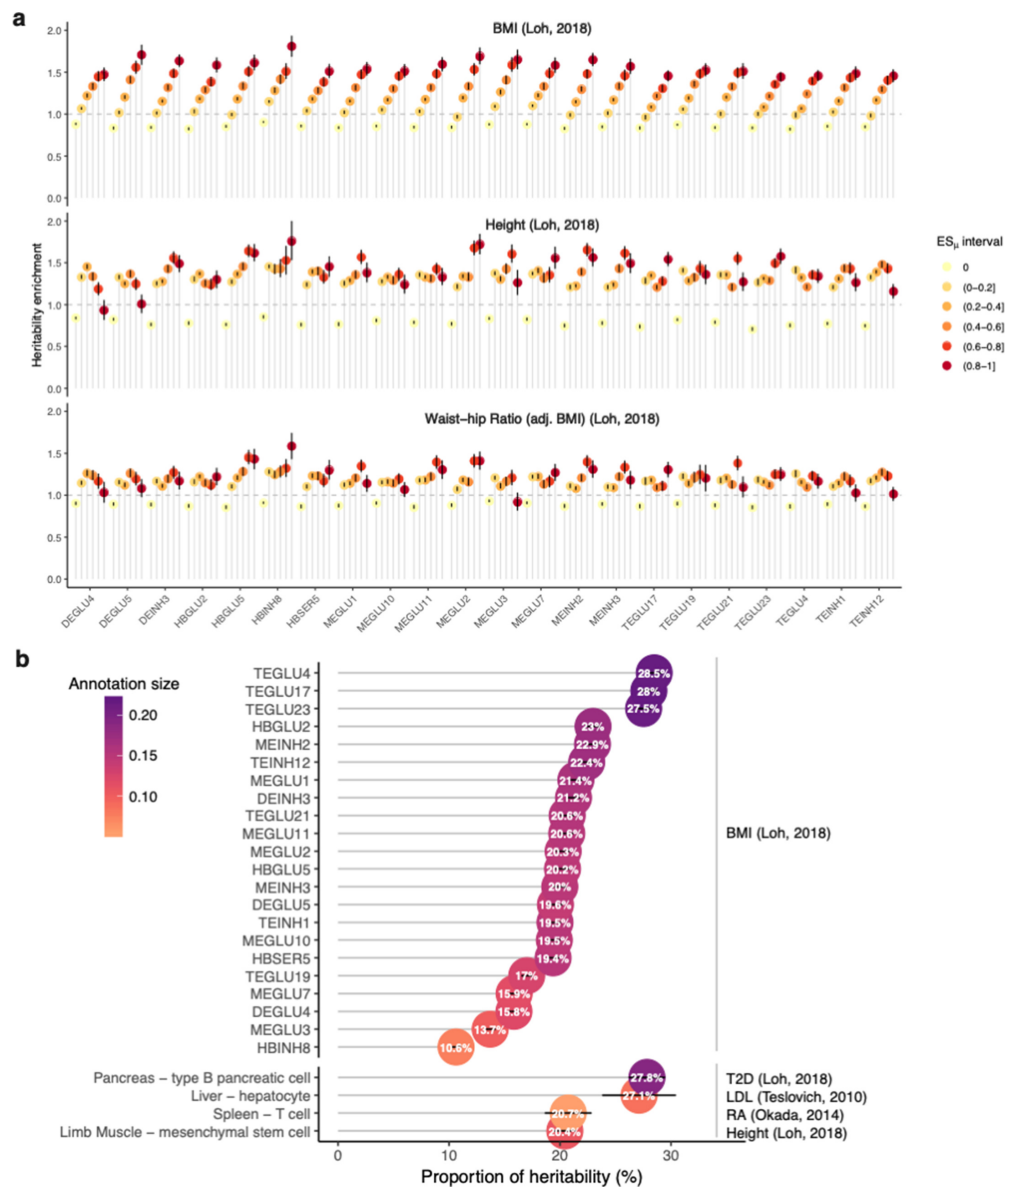 a
BMI (Loh, 2018)
2.0
1.5
1.0
0.5
0.0
Height (Loh, 2018)
2.0
1.5
1.0
0.5
0.0
Heritability enrichment
Waist–hip Ratio (adj. BMI) (Loh, 2018)
2.0
1.5
1.0
0.5
0.0
ESμ interval
0
(0–0.2]
(0.2–0.4]
(0.4–0.6]
(0.6–0.8]
(0.8–1]
DEGLU4 DEGLU5 DEINH3 HBGLU2 HBGLU5 HBINH8 HBSER5 MEGLU1 MEGLU10 MEGLU11 MEGLU2 MEGLU3 MEGLU7 MEINH2 MEINH3 TEGLU17 TEGLU19 TEGLU21 TEGLU23 TEGLU4 TEINH1 TEINH12
b
Annotation size
0.20
0.15
0.10
TEGLU4 28.5%
TEGLU17 28%
TEGLU23 27.5%
HBGLU2 23%
MEINH2 22.9%
TEINH12 22.4%
MEGLU1 21.4%
DEINH3 21.2%
TEGLU21 20.6%
MEGLU11 20.6%
MEGLU2 20.3%
HBGLU5 20.2%
MEINH3 20%
DEGLU5 19.6%
TEINH1 19.5%
MEGLU10 19.5%
HBSER5 19.4%
TEGLU19 17%
MEGLU7 15.9%
DEGLU4 15.8%
MEGLU3 13.7%
HBINH8 10.6%
BMI (Loh, 2018)
Pancreas – type B pancreatic cell 27.8% T2D (Loh, 2018)
Liver – hepatocyte 27.1% LDL (Teslovich, 2010)
Spleen – T cell 20.7% RA (Okada, 2014)
Limb Muscle – mesenchymal stem cell 20.4% Height (Loh, 2018)
0 10 20 30
Proportion of heritability (%)